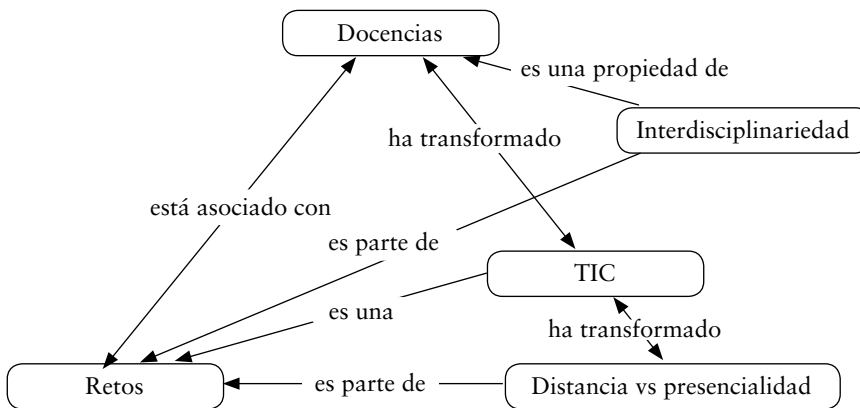 Docencias
es una propiedad de
Interdisciplinariedad
ha transformado
está asociado con
es parte de
TIC
es una
ha transformado
Retos
es parte de
Distancia vs presencialidad